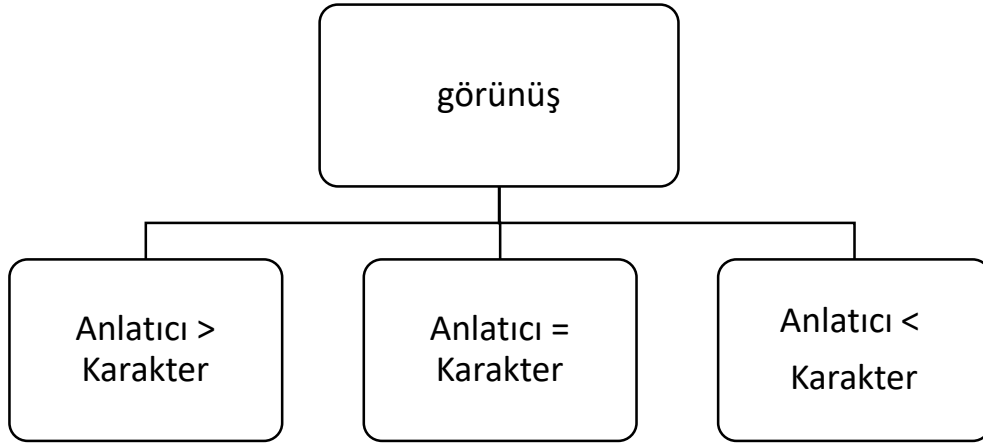 görünüş
Anlatıcı >
Karakter
Anlatıcı =
Karakter
Anlatıcı <
Karakter